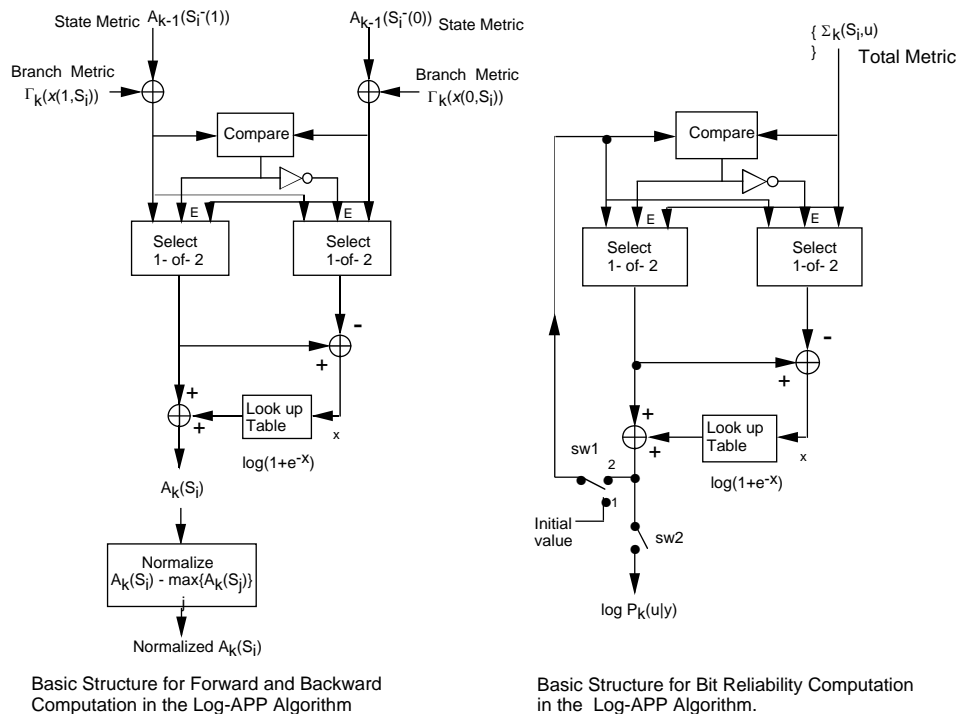 A_{k-1}(S_i^-(1))
State Metric
A_{k-1}(S_i^-(0))
State Metric
Branch Metric
Γ_k(x(1,S_i))
Branch Metric
Γ_k(x(0,S_i))
Compare
E
E
Select
1- of- 2
Select
1-of- 2
-
+
+
+
Look up
Table
x
log(1+e^{-x})
A_k(S_i)
Normalize
A_k(S_i) - max{A_k(S_j)}
j
Normalized A_k(S_i)
Basic Structure for Forward and Backward
Computation in the Log-APP Algorithm
{ Σ_k(S_i,u)
}
Total Metric
Compare
E
E
Select
1- of- 2
Select
1-of- 2
-
+
+
+
Look up
Table
x
log(1+e^{-x})
sw1
2
1
Initial
value
sw2
log P_k(u|y)
Basic Structure for Bit Reliability Computation
in the Log-APP Algorithm.